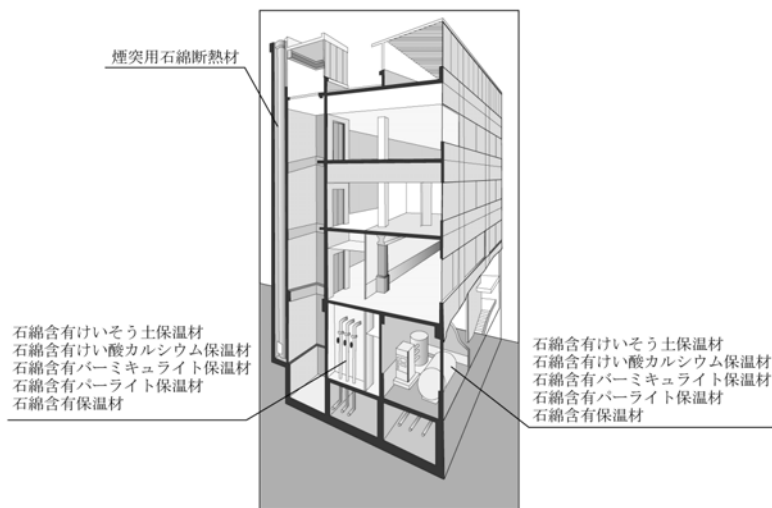 煙突用石綿断熱材
石綿含有けいそう土保温材
石綿含有けい酸カルシウム保温材
石綿含有バーミキュライト保温材
石綿含有パーライト保温材
石綿含有保温材
石綿含有けいそう土保温材
石綿含有けい酸カルシウム保温材
石綿含有バーミキュライト保温材
石綿含有パーライト保温材
石綿含有保温材